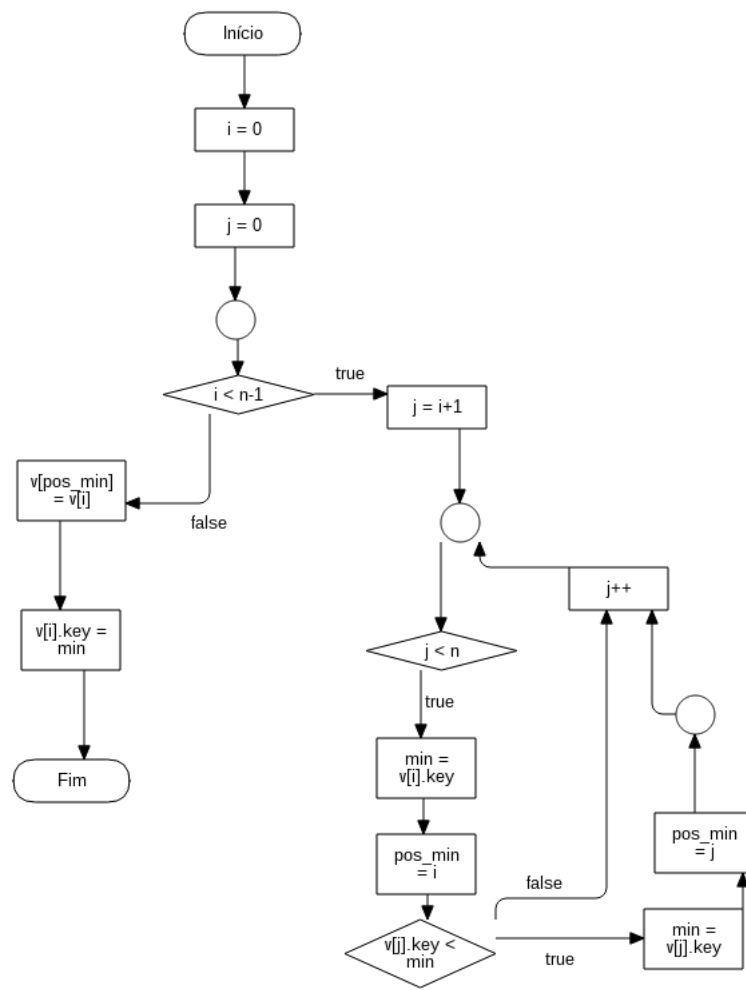 Início
i = 0
j = 0
i < n-1
true
j = i+1
v[pos_min]
= v[i]
false
v[i].key =
min
Fim
j++
j < n
true
min =
v[i].key
pos_min
= i
v[j].key <
min
false
true
min =
v[j].key
pos_min
= j